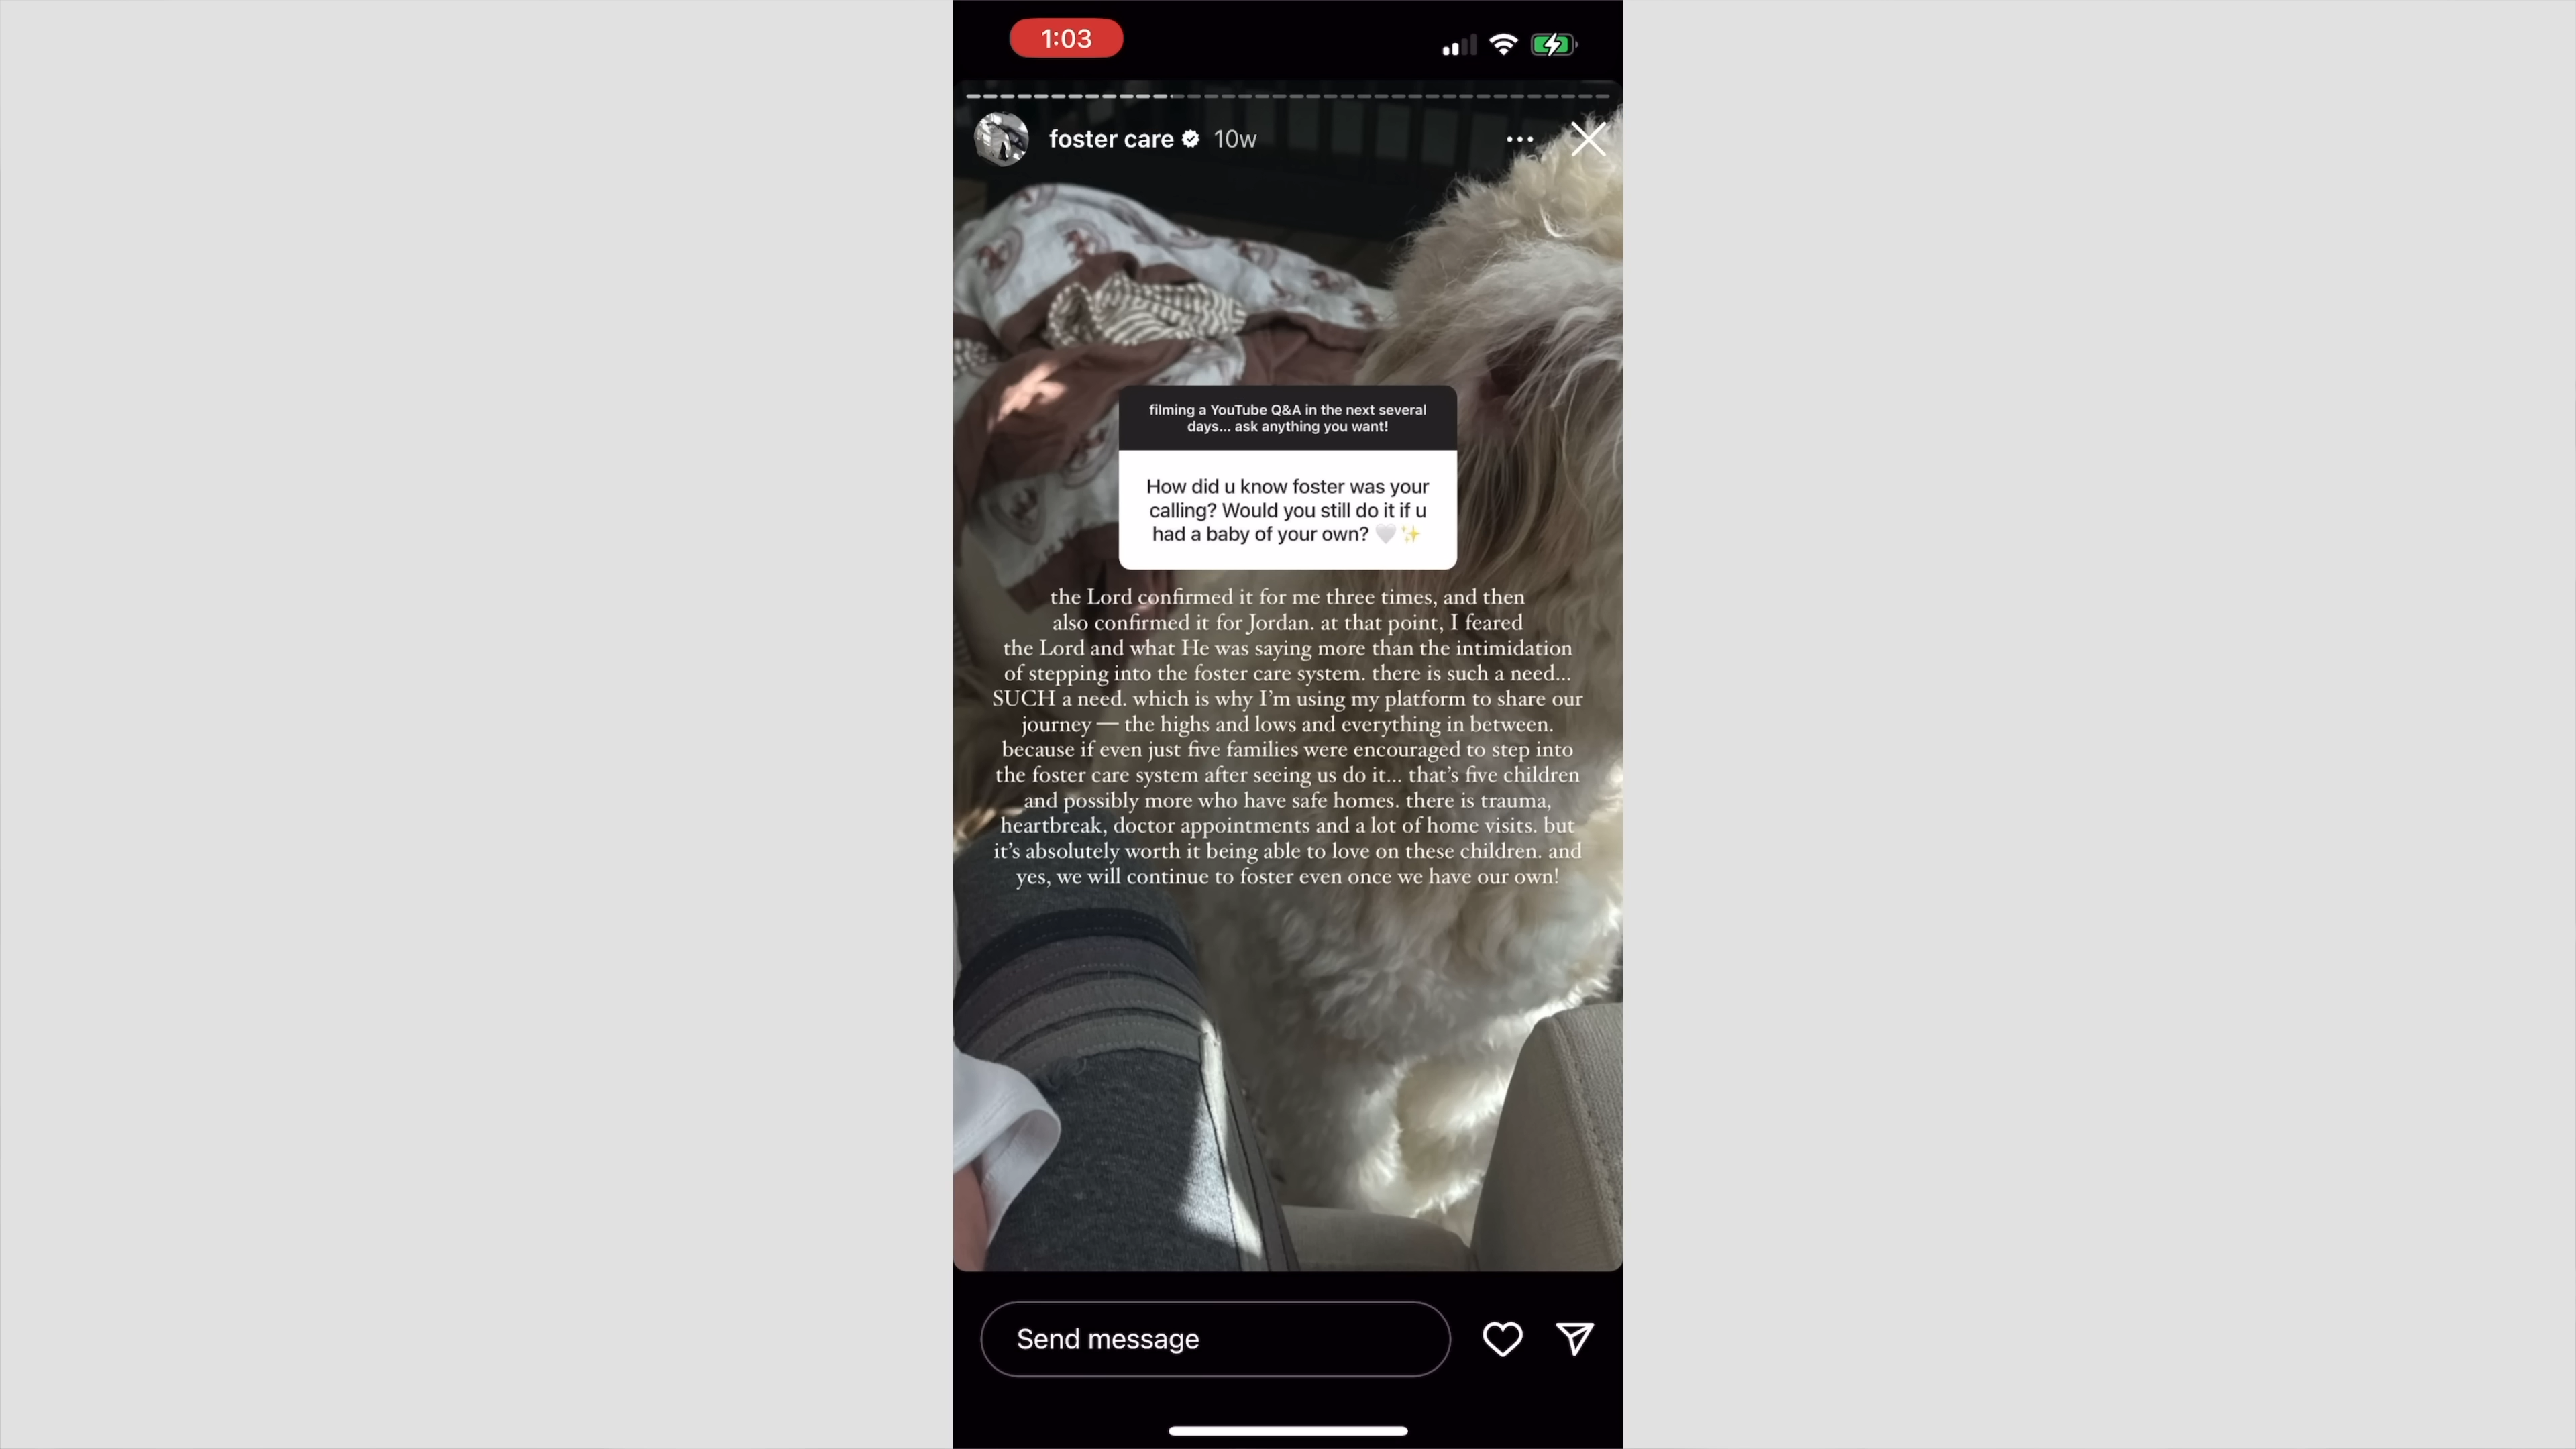 1:03
foster care 10w
filming a YouTube Q&A in the next several
days... ask anything you want!
How did u know foster was your
calling? Would you still do it if u
had a baby of your own? 🤍✨
the Lord confirmed it for me three times, and then
also confirmed it for Jordan. at that point, I feared
the Lord and what He was saying more than the intimidation
of stepping into the foster care system. there is such a need...
SUCH a need. which is why I’m using my platform to share our
journey — the highs and lows and everything in between.
because if even just five families were encouraged to step into
the foster care system after seeing us do it... that’s five children
and possibly more who have safe homes. there is trauma,
heartbreak, doctor appointments and a lot of home visits. but
it’s absolutely worth it being able to love on these children. and
yes, we will continue to foster even once we have our own!
Send message